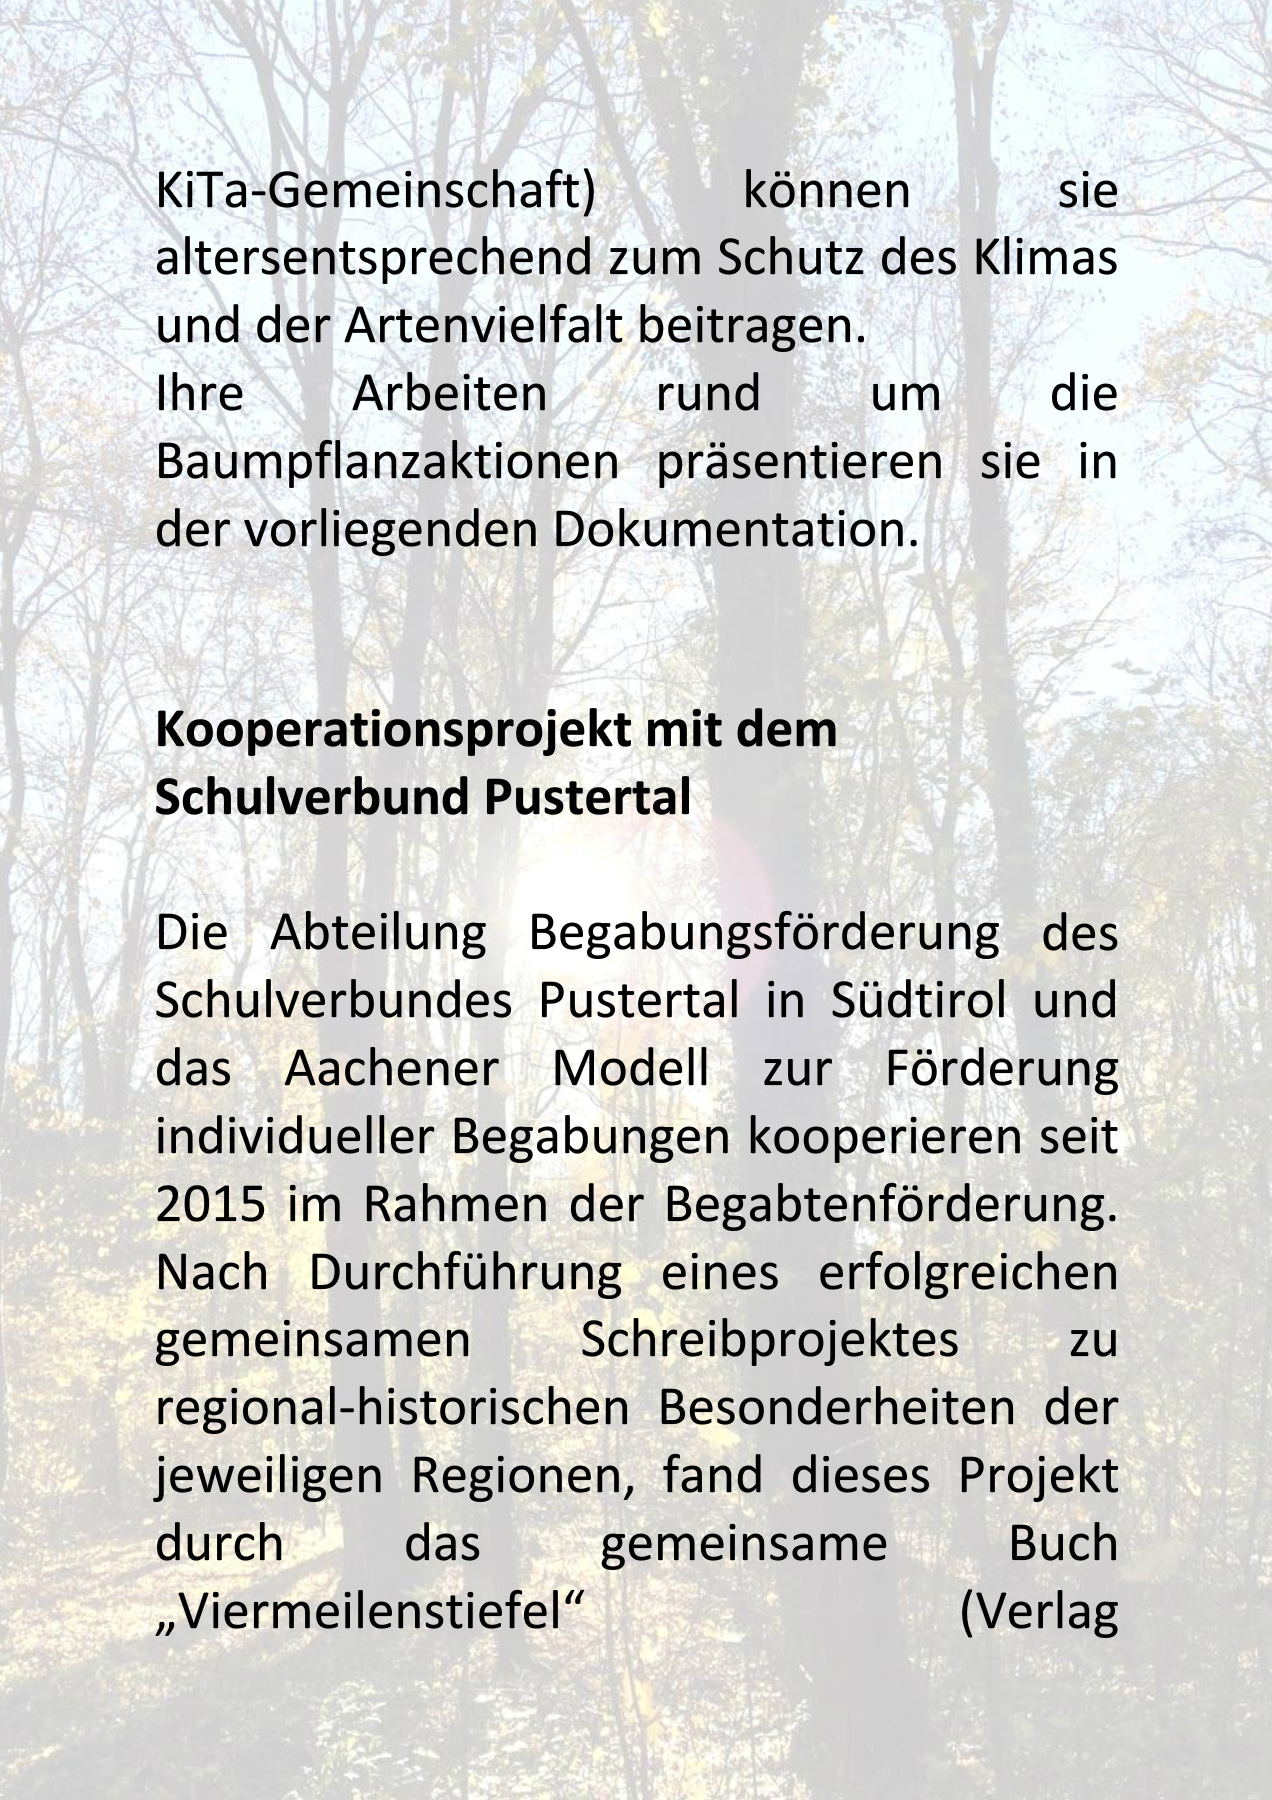 KiTa-Gemeinschaft) können sie
altersentsprechend zum Schutz des Klimas
und der Artenvielfalt beitragen.
Ihre Arbeiten rund um die
Baumpflanzaktionen präsentieren sie in
der vorliegenden Dokumentation.
Kooperationsprojekt mit dem
Schulverbund Pustertal
Die Abteilung Begabungsförderung des
Schulverbundes Pustertal in Südtirol und
das Aachener Modell zur Förderung
individueller Begabungen kooperieren seit
2015 im Rahmen der Begabtenförderung.
Nach Durchführung eines erfolgreichen
gemeinsamen Schreibprojektes zu
regional-historischen Besonderheiten der
jeweiligen Regionen, fand dieses Projekt
durch das gemeinsame Buch
„Viermeilenstiefel“ (Verlag